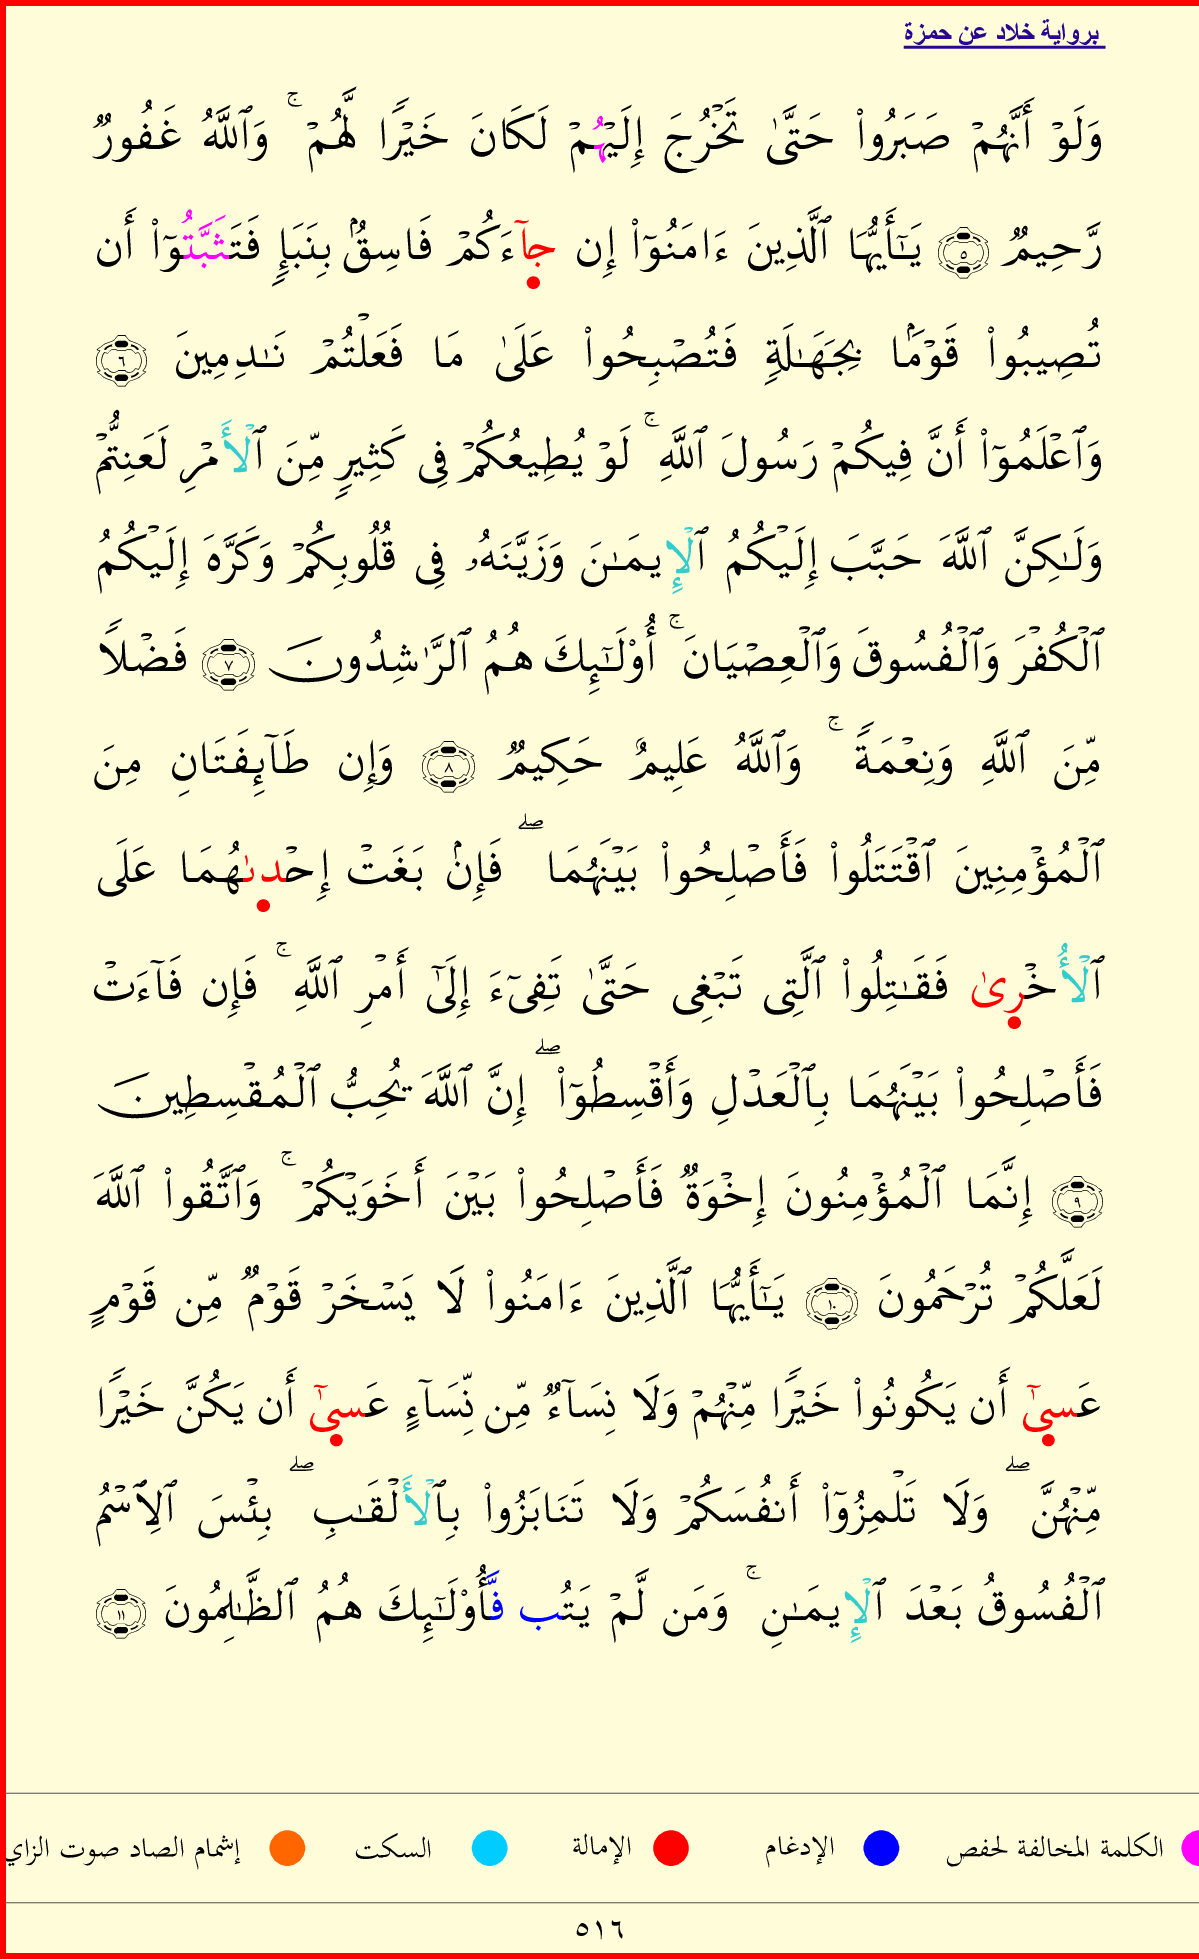 برواية خلاد عن حمزة
وَلَوْ أَنَّهُمْ صَبَرُوا۟ حَتَّىٰ تَخْرُجَ إِلَيْهُمْ لَكَانَ خَيْرًا لَّهُمْ ۚ وَٱللَّهُ غَفُورٌ
رَّحِيمٌ ٥ يَـٰٓأَيُّهَا ٱلَّذِينَ ءَامَنُوٓا۟ إِن جآءَكُمْ فَاسِقٌۢ بِنَبَإٍ فَتَثَبَّتُوٓا۟ أَن
تُصِيبُوا۟ قَوْمًۢا بِجَهَـٰلَةٍ فَتُصْبِحُوا۟ عَلَىٰ مَا فَعَلْتُمْ نَـٰدِمِينَ ٦
وَٱعْلَمُوٓا۟ أَنَّ فِيكُمْ رَسُولَ ٱللَّهِ ۚ لَوْ يُطِيعُكُمْ فِى كَثِيرٍ مِّنَ ٱلْأَمْرِ لَعَنِتُّمْ
وَلَـٰكِنَّ ٱللَّهَ حَبَّبَ إِلَيْكُمُ ٱلْإِيمَـٰنَ وَزَيَّنَهُۥ فِى قُلُوبِكُمْ وَكَرَّهَ إِلَيْكُمُ
ٱلْكُفْرَ وَٱلْفُسُوقَ وَٱلْعِصْيَانَ ۚ أُو۟لَـٰٓئِكَ هُمُ ٱلرَّٰشِدُونَ ٧ فَضْلًا
مِّنَ ٱللَّهِ وَنِعْمَةً ۚ وَٱللَّهُ عَلِيمٌ حَكِيمٌ ٨ وَإِن طَآئِفَتَانِ مِنَ
ٱلْمُؤْمِنِينَ ٱقْتَتَلُوا۟ فَأَصْلِحُوا۟ بَيْنَهُمَا ۖ فَإِنۢ بَغَتْ إِحْدىٰهُمَا عَلَى
ٱلْأُخْرِىٰ فَقَـٰتِلُوا۟ ٱلَّتِى تَبْغِى حَتَّىٰ تَفِىٓءَ إِلَىٰٓ أَمْرِ ٱللَّهِ ۚ فَإِن فَآءَتْ
فَأَصْلِحُوا۟ بَيْنَهُمَا بِٱلْعَدْلِ وَأَقْسِطُوٓا۟ ۖ إِنَّ ٱللَّهَ يُحِبُّ ٱلْمُقْسِطِينَ
٩ إِنَّمَا ٱلْمُؤْمِنُونَ إِخْوَةٌ فَأَصْلِحُوا۟ بَيْنَ أَخَوَيْكُمْ ۚ وَٱتَّقُوا۟ ٱللَّهَ
لَعَلَّكُمْ تُرْحَمُونَ ١٠ يَـٰٓأَيُّهَا ٱلَّذِينَ ءَامَنُوا۟ لَا يَسْخَرْ قَوْمٌ مِّن قَوْمٍ
عَسىٰٓ أَن يَكُونُوا۟ خَيْرًا مِّنْهُمْ وَلَا نِسَآءٌ مِّن نِّسَآءٍ عَسىٰٓ أَن يَكُنَّ خَيْرًا
مِّنْهُنَّ ۖ وَلَا تَلْمِزُوٓا۟ أَنفُسَكُمْ وَلَا تَنَابَزُوا۟ بِٱلْأَلْقَـٰبِ ۖ بِئْسَ ٱلِٱسْمُ
ٱلْفُسُوقُ بَعْدَ ٱلْإِيمَـٰنِ ۚ وَمَن لَّمْ يَتُب فَّأُو۟لَـٰٓئِكَ هُمُ ٱلظَّـٰلِمُونَ ١١
الكلمة المخالفة لحفص الإدغام الإمالة السكت إشمام الصاد صوت الزاي
٥١٦